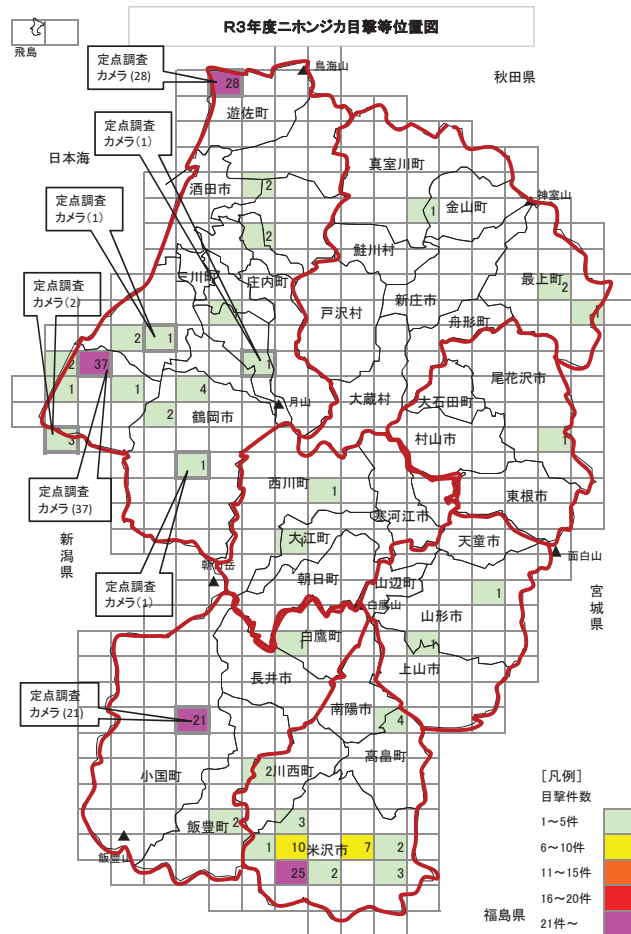 R3年度ニホンジカ目撃等位置図
飛島
定点調査
カメラ(28)
28
鳥海山
秋田県
遊佐町
定点調査
カメラ(1)
日本海
真室川町
酒田市
2
定点調査
カメラ(1)
金山町
1
神室山
2
鮭川村
三川町
庄内町
最上町
2
定点調査
カメラ(2)
戸沢村
新庄市
1
舟形町
2
1
2
37
1
尾花沢市
1
1
4
大蔵村
大石田町
月山
2
鶴岡市
村山市
3
1
1
西川町
定点調査
カメラ(37)
1
東根市
寒河江市
新潟県
大江町
天童市
面白山
定点調査
カメラ(1)
朝日町
山辺町
1
宮城県
白鷹山
山形市
白鷹町
1
1
上山市
長井市
定点調査
カメラ(21)
21
南陽市
4
高畠町
小国町
2
川西町
飯豊町
2
3
飯豊山
1
10
米沢市
7
2
25
2
3
福島県
[凡例]
目撃件数
1～5件
6～10件
11～15件
16～20件
21件～